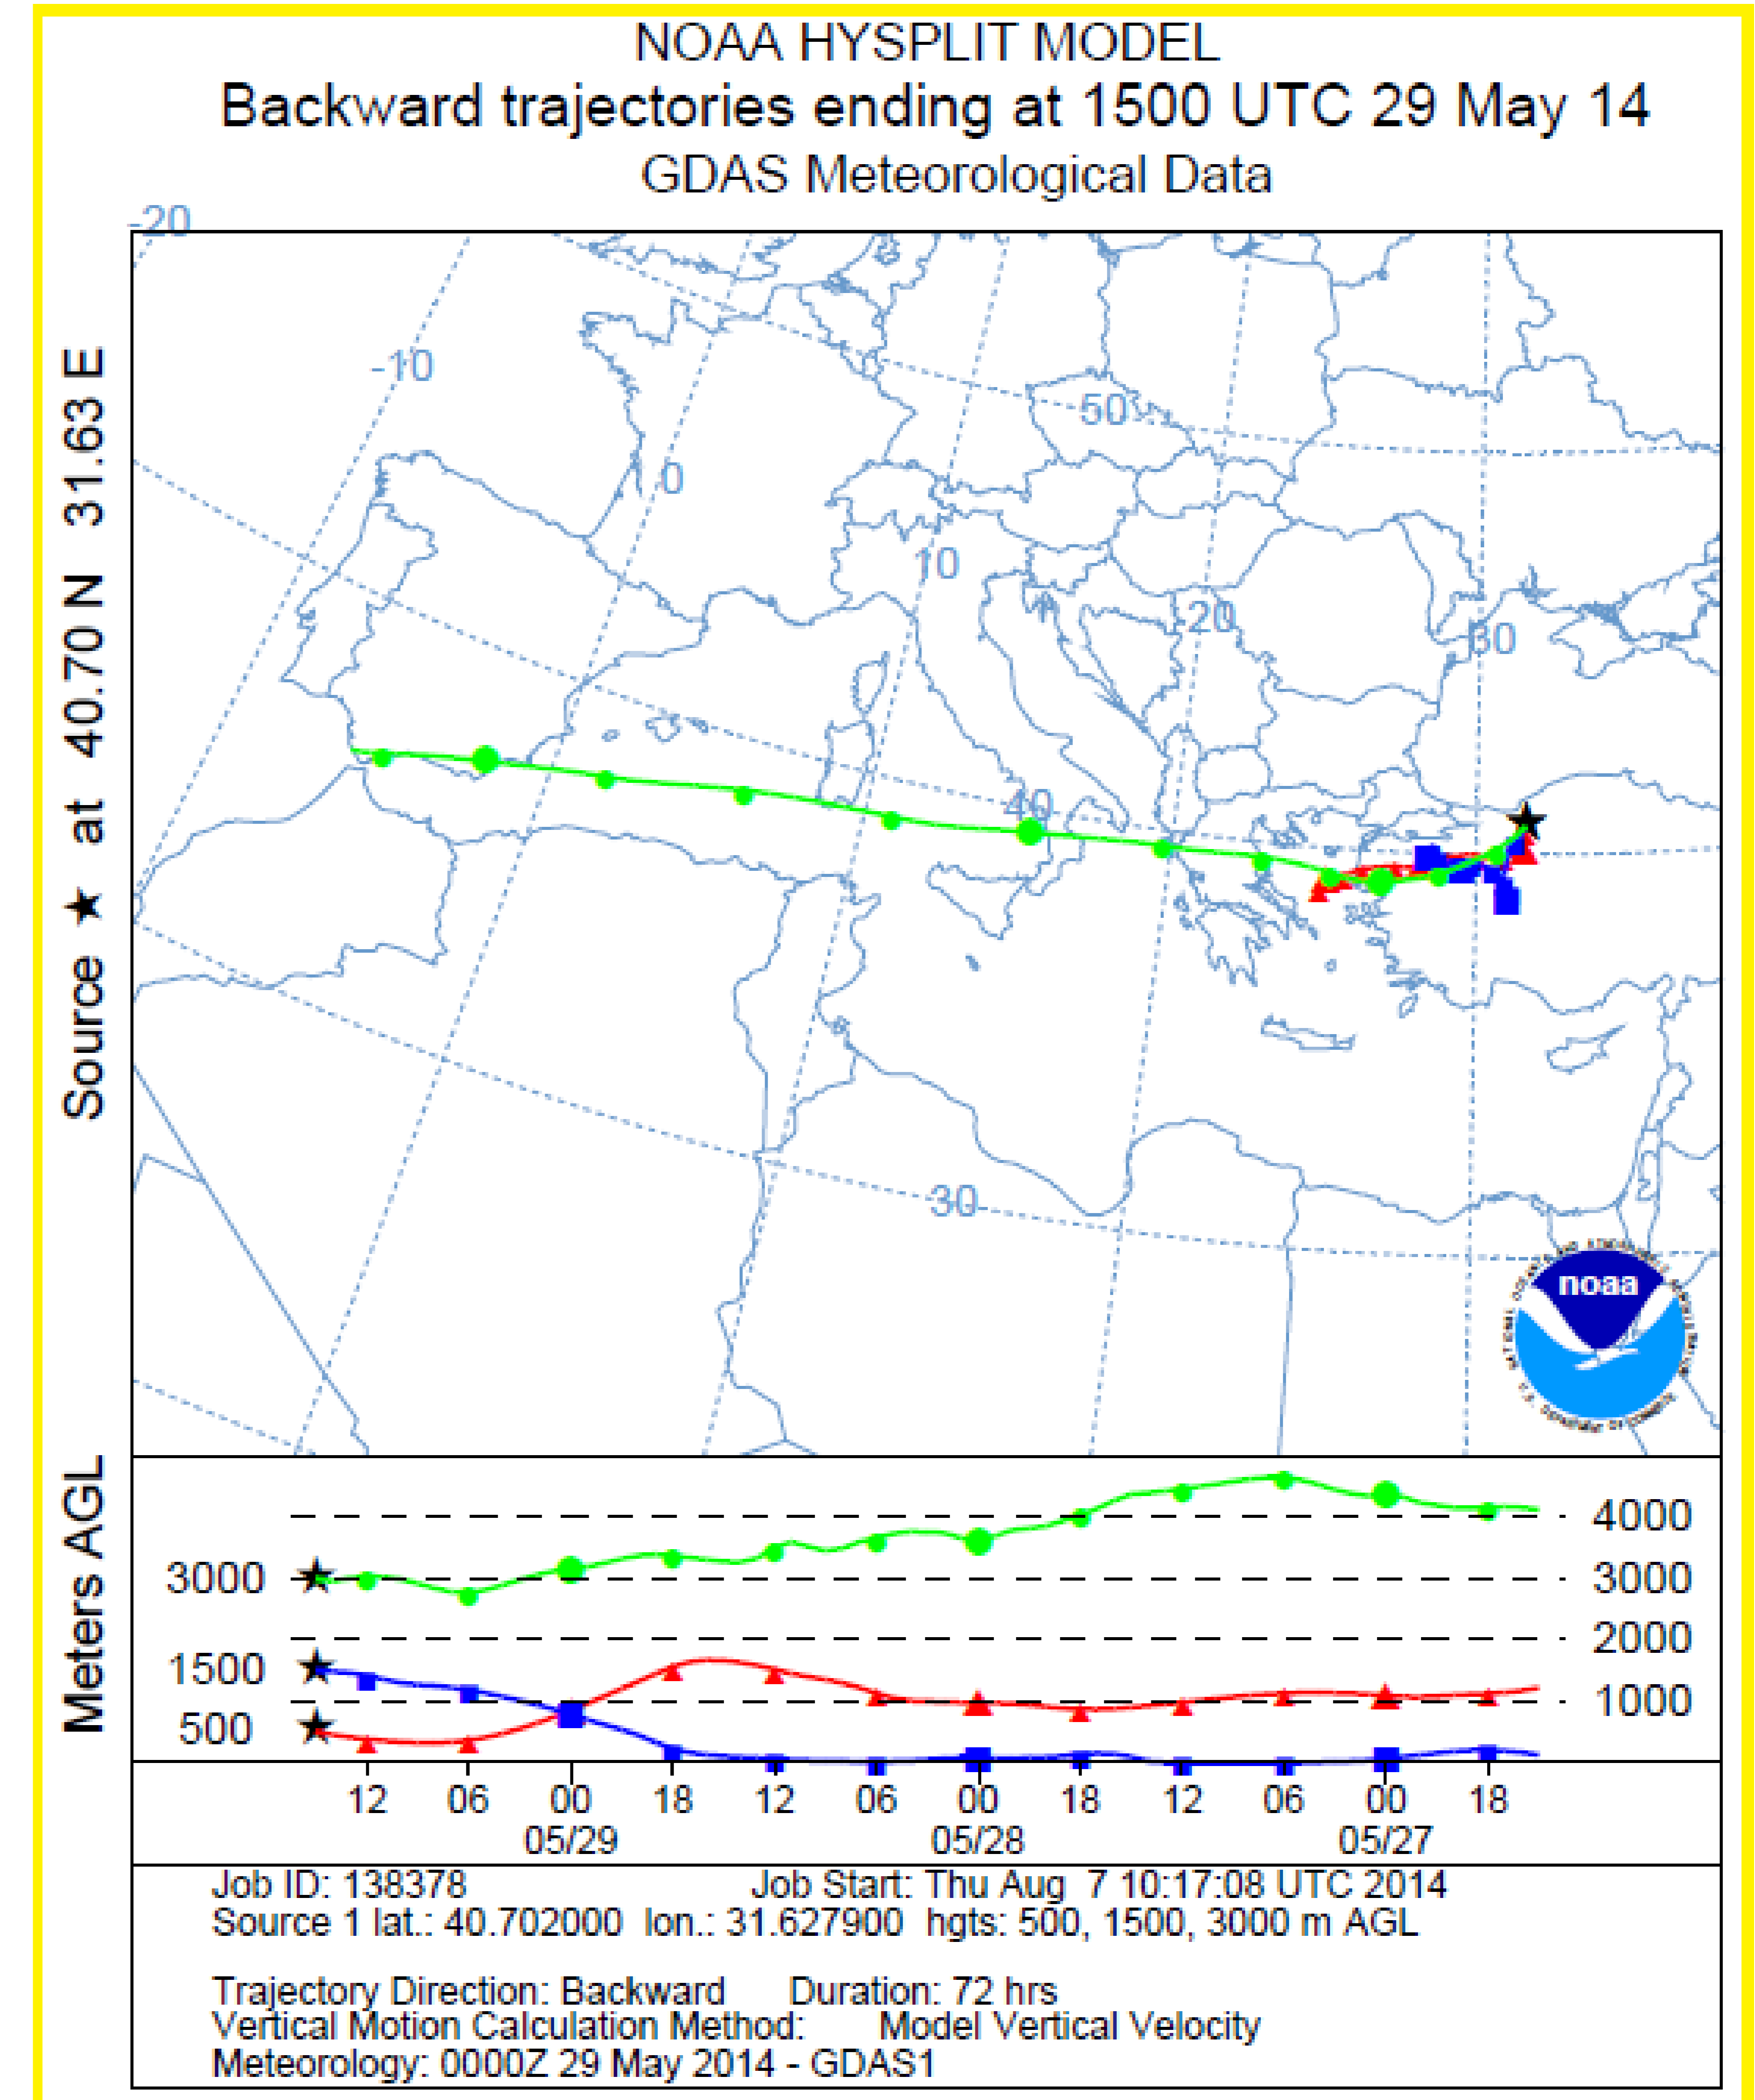 NOAA HYSPLIT MODEL
Backward trajectories ending at 1500 UTC 29 May 14
GDAS Meteorological Data
-20
-10
50
0
10
20
30
40
30
Source ★ at 40.70 N 31.63 E
noaa
Meters AGL
4000
3000 3000
2000
1500
1000
500
12 06 00 18 12 06 00 18 12 06 00 18
05/29 05/28 05/27
Job ID: 138378 Job Start: Thu Aug 7 10:17:08 UTC 2014
Source 1 lat.: 40.702000 lon.: 31.627900 hgts: 500, 1500, 3000 m AGL
Trajectory Direction: Backward Duration: 72 hrs
Vertical Motion Calculation Method: Model Vertical Velocity
Meteorology: 0000Z 29 May 2014 - GDAS1